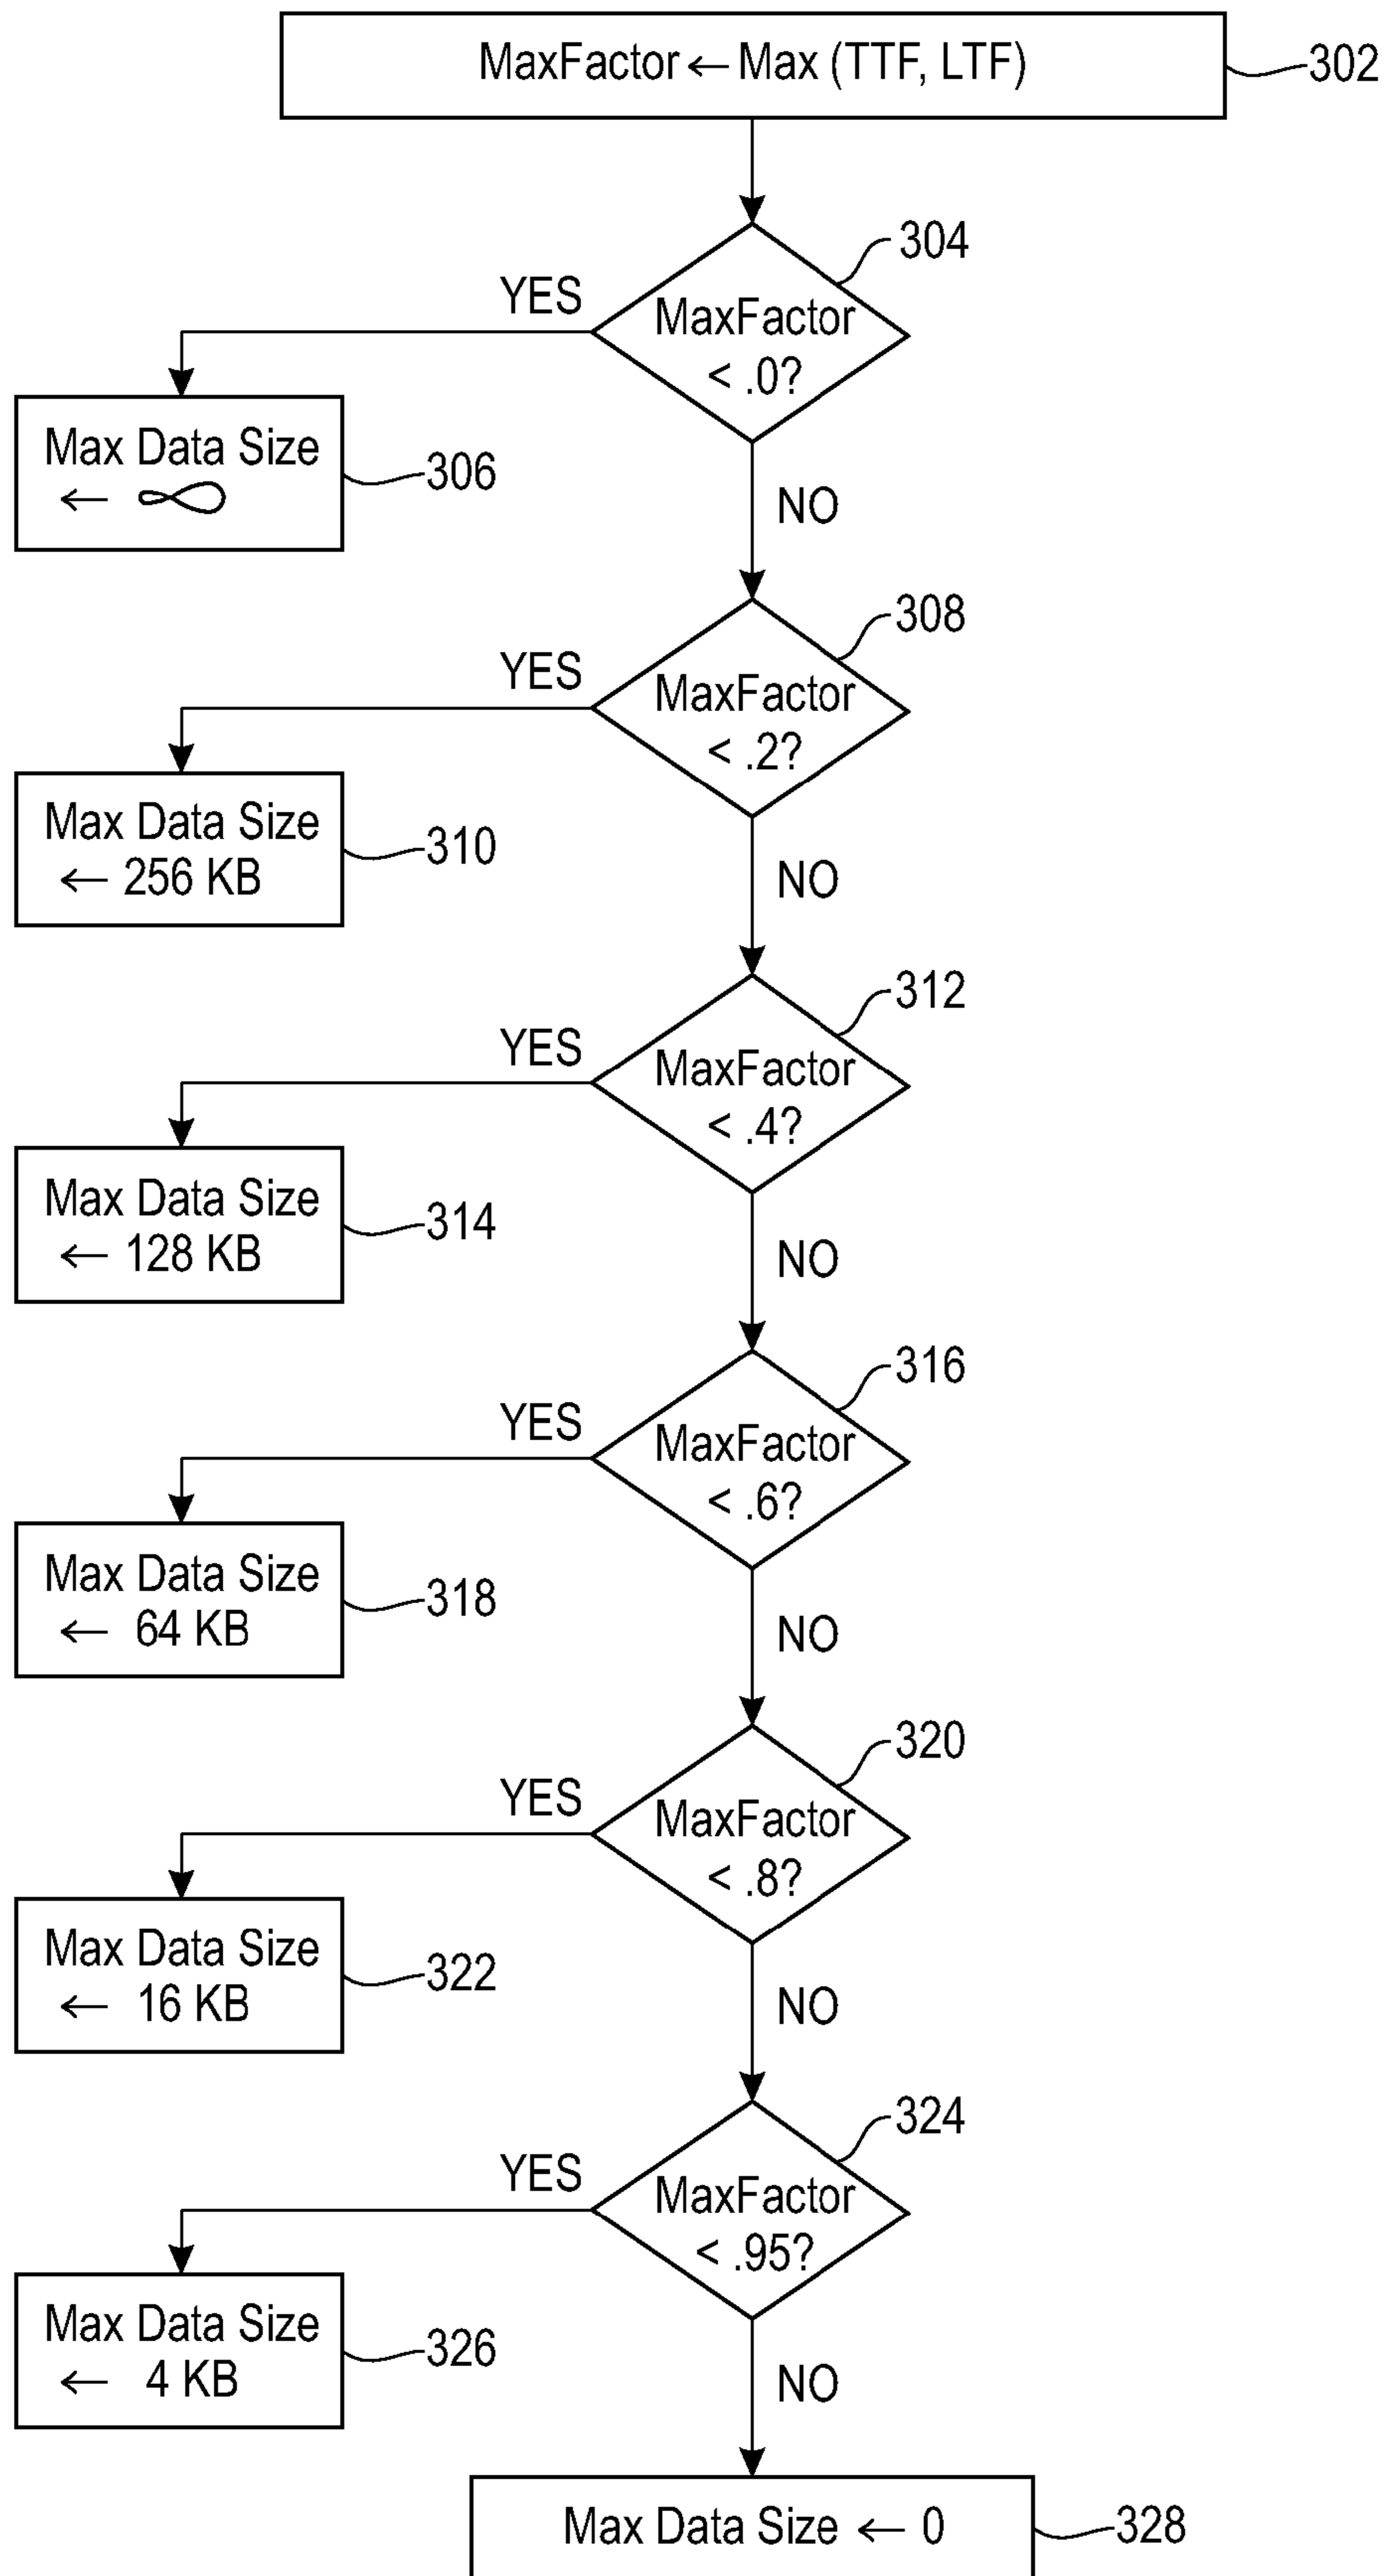 MaxFactor ← Max (TTF, LTF)
302
304
YES
MaxFactor
< .0?
Max Data Size
← ∞
306
NO
308
YES
MaxFactor
< .2?
Max Data Size
← 256 KB
310
NO
312
YES
MaxFactor
< .4?
Max Data Size
← 128 KB
314
NO
316
YES
MaxFactor
< .6?
Max Data Size
← 64 KB
318
NO
320
YES
MaxFactor
< .8?
Max Data Size
← 16 KB
322
NO
324
YES
MaxFactor
< .95?
Max Data Size
← 4 KB
326
NO
Max Data Size ← 0
328